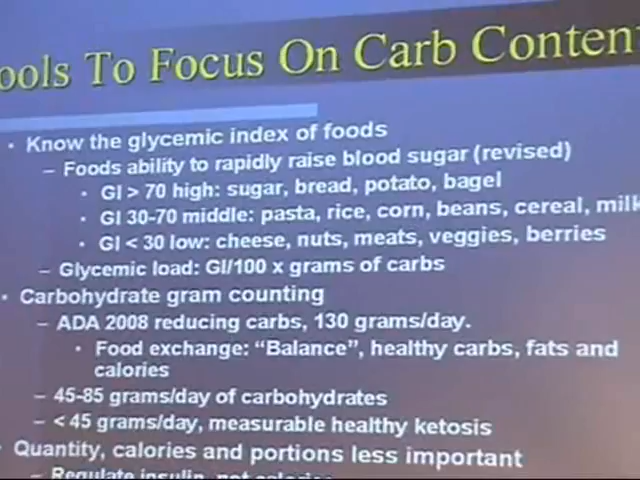 ools To Focus On Carb Conten
• Know the glycemic index of foods
– Foods ability to rapidly raise blood sugar (revised)
• GI > 70 high: sugar, bread, potato, bagel
• GI 30-70 middle: pasta, rice, corn, beans, cereal, milk
• GI < 30 low: cheese, nuts, meats, veggies, berries
– Glycemic load: GI/100 x grams of carbs
• Carbohydrate gram counting
– ADA 2008 reducing carbs, 130 grams/day.
• Food exchange: “Balance”, healthy carbs, fats and
calories
– 45-85 grams/day of carbohydrates
– < 45 grams/day, measurable healthy ketosis
• Quantity, calories and portions less important
– Regulate insulin, not calories